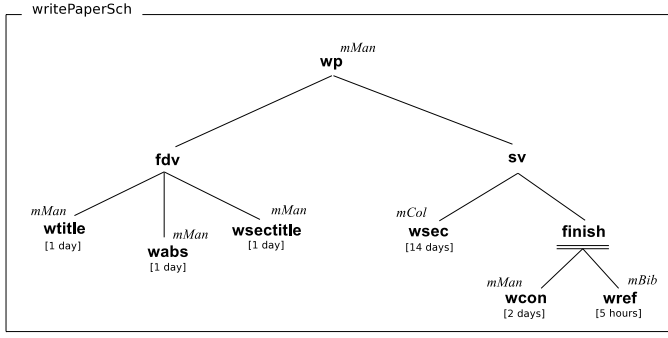 writePaperSch
mMan
wp
fdv
sv
mMan
wtitle
[1 day]
mMan
wabs
[1 day]
mMan
wsectitle
[1 day]
mCol
wsec
[14 days]
finish
mMan
wcon
[2 days]
mBib
wref
[5 hours]